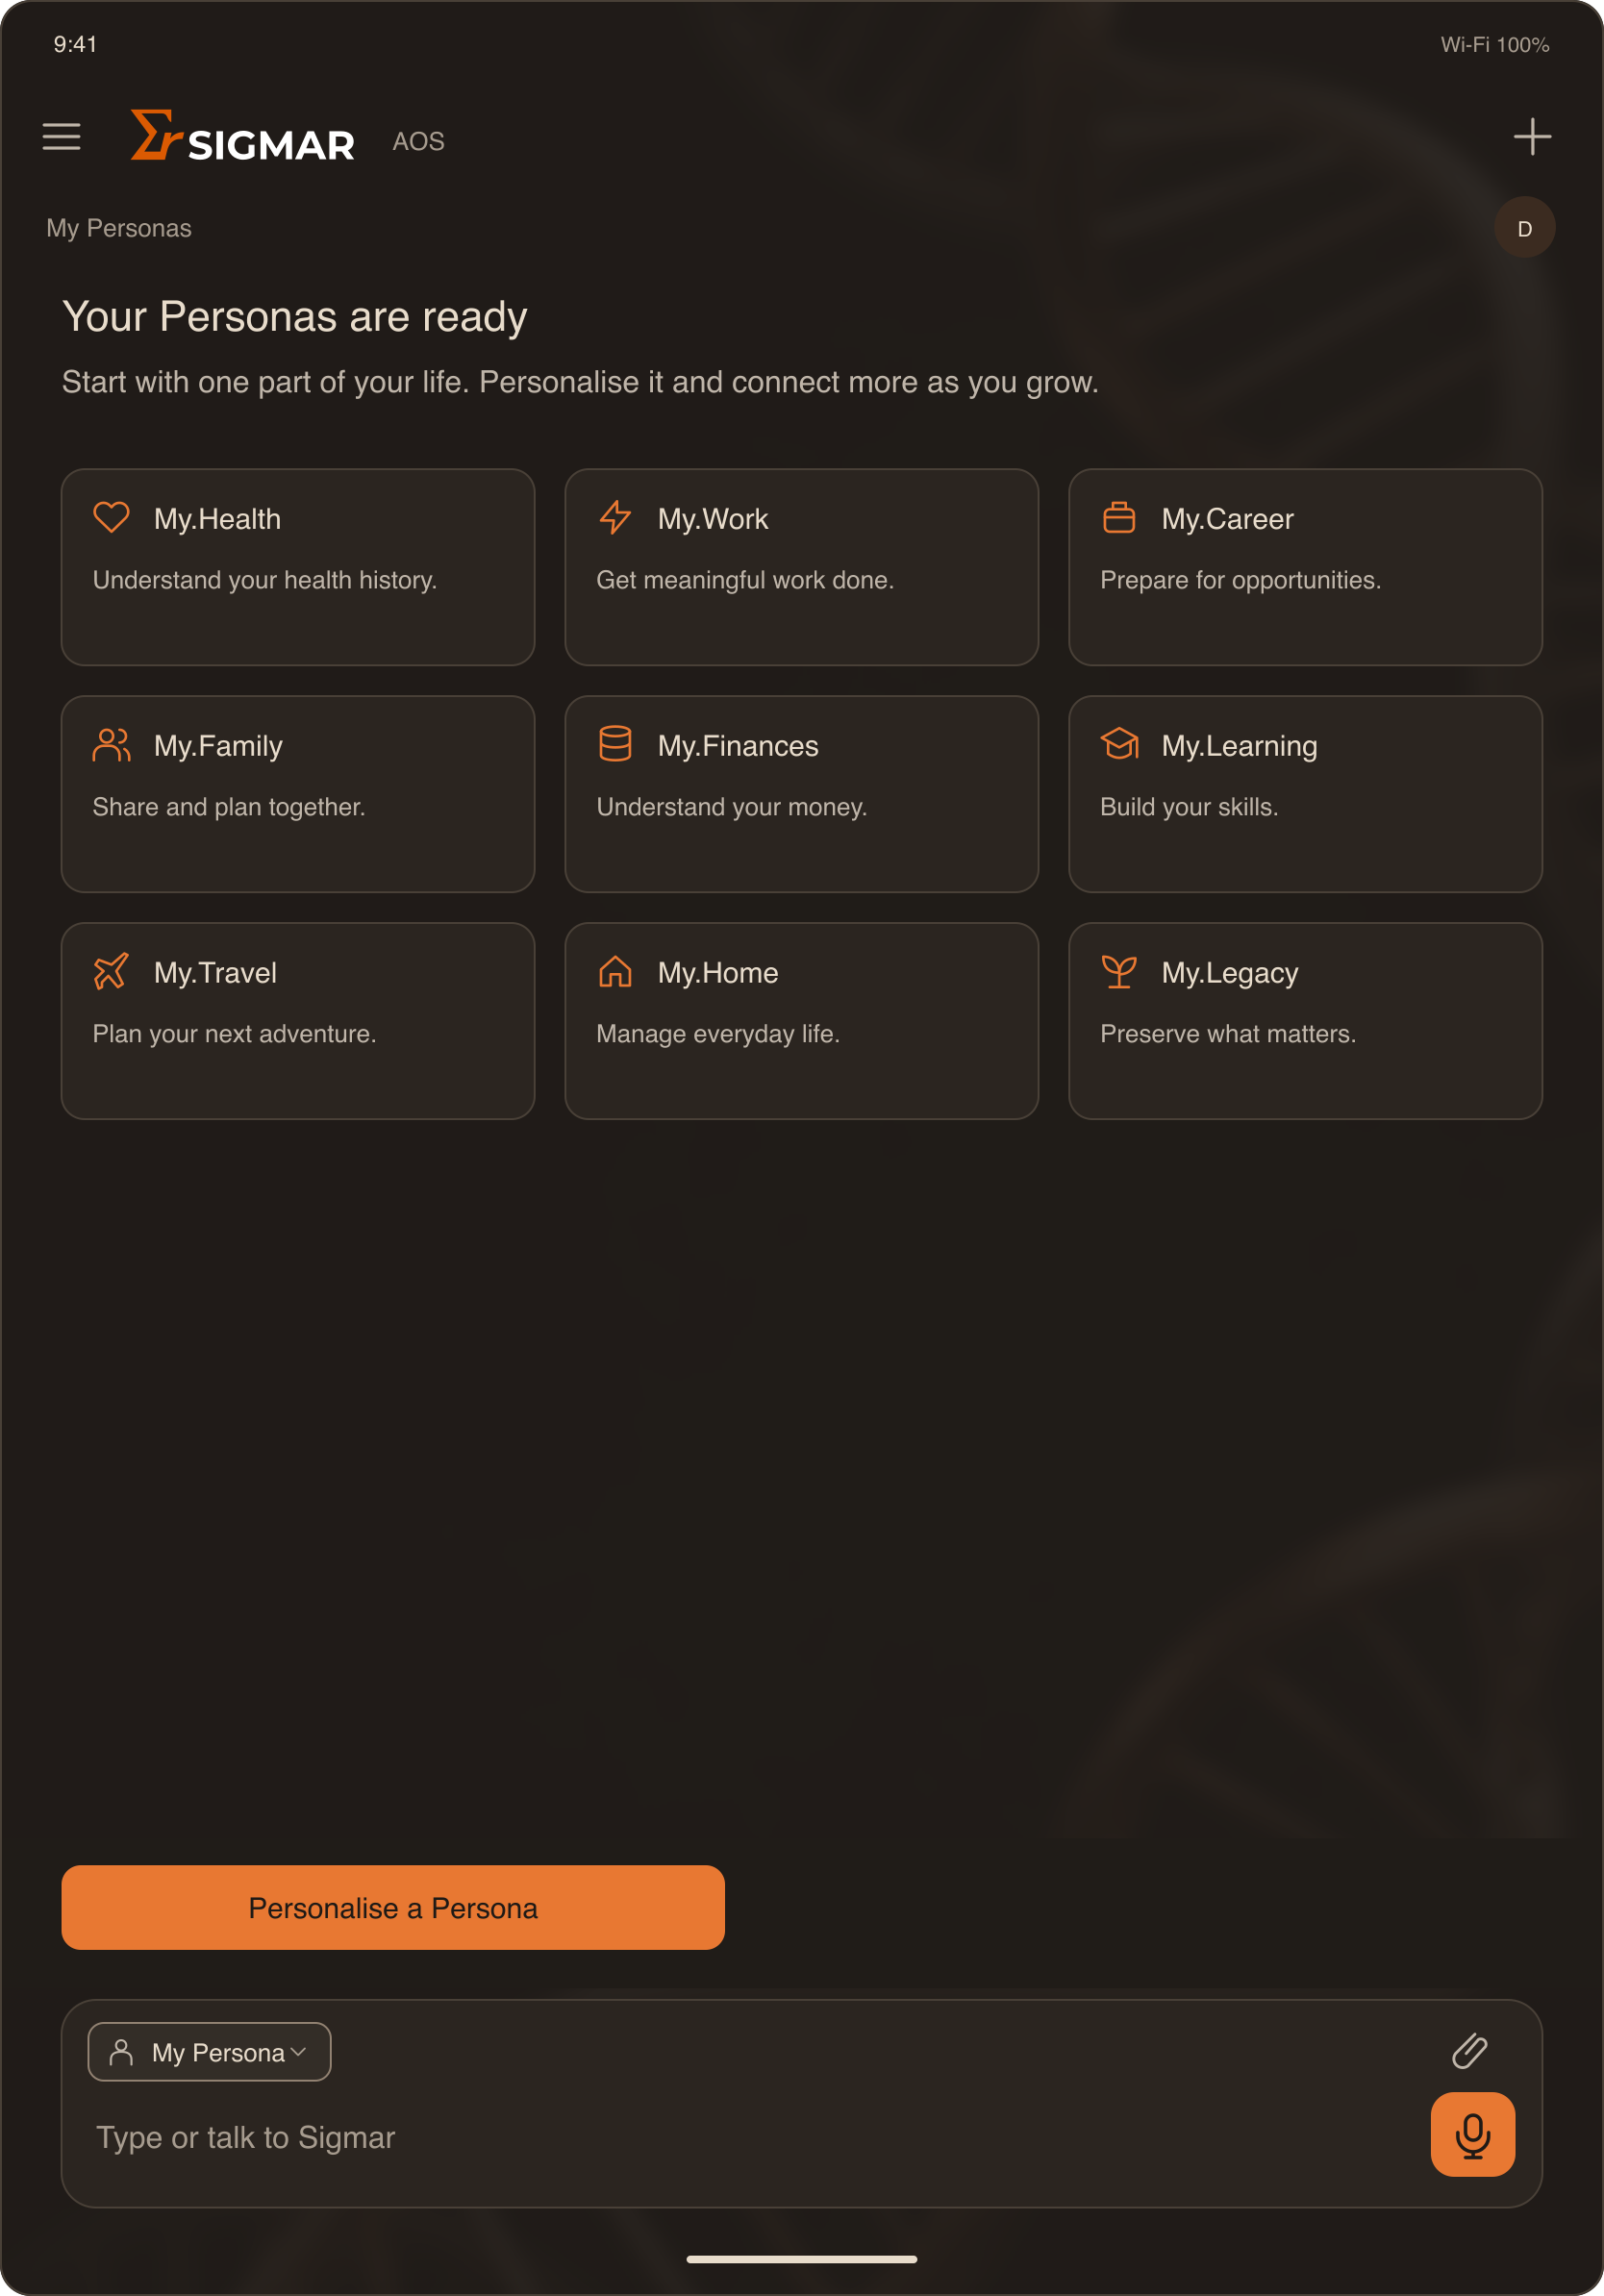 9:41
Wi-Fi 100%
Σr SIGMAR AOS
My Personas
D
Your Personas are ready
Start with one part of your life. Personalise it and connect more as you grow.
My.Health
Understand your health history.
My.Work
Get meaningful work done.
My.Career
Prepare for opportunities.
My.Family
Share and plan together.
My.Finances
Understand your money.
My.Learning
Build your skills.
My.Travel
Plan your next adventure.
My.Home
Manage everyday life.
My.Legacy
Preserve what matters.
Personalise a Persona
My Persona
Type or talk to Sigmar